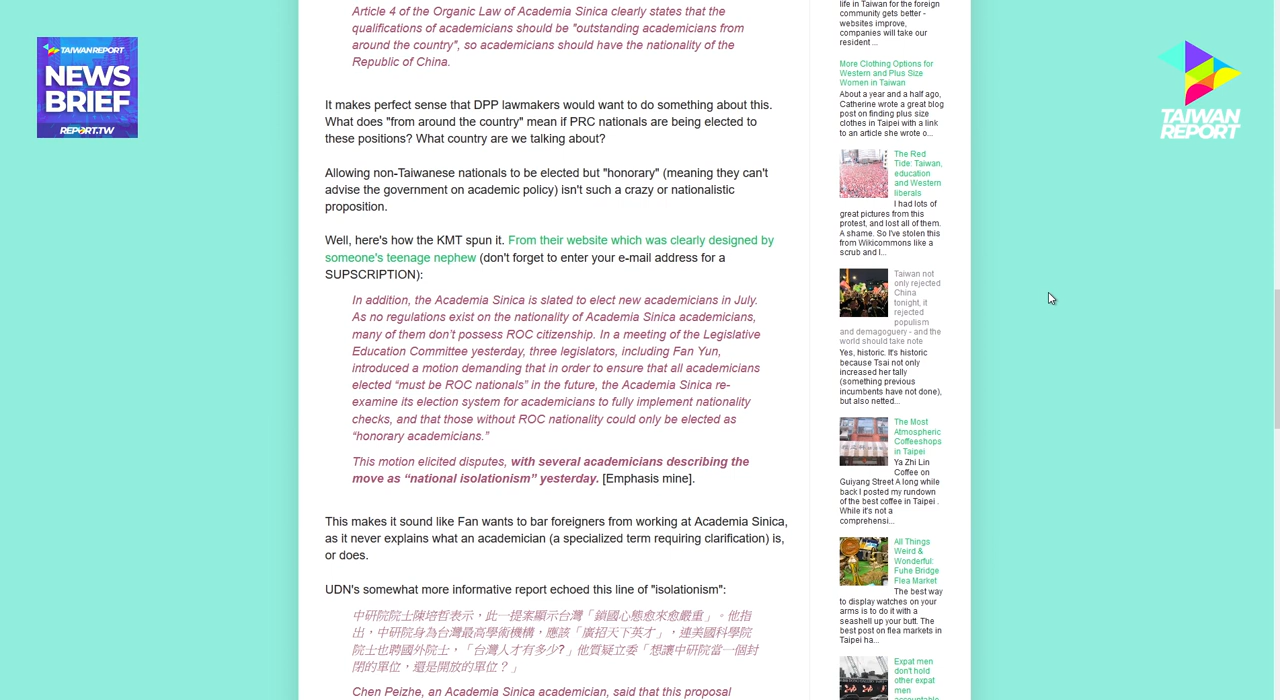 TAIWAN REPORT
NEWS
BRIEF
REPORT.TW
Article 4 of the Organic Law of Academia Sinica clearly states that the
qualifications of academicians should be "outstanding academicians from
around the country", so academicians should have the nationality of the
Republic of China.
It makes perfect sense that DPP lawmakers would want to do something about this.
What does "from around the country" mean if PRC nationals are being elected to
these positions? What country are we talking about?
Allowing non-Taiwanese nationals to be elected but "honorary" (meaning they can't
advise the government on academic policy) isn't such a crazy or nationalistic
proposition.
Well, here's how the KMT spun it. From their website which was clearly designed by
someone's teenage nephew (don't forget to enter your e-mail address for a
SUPSCRIPTION):
In addition, the Academia Sinica is slated to elect new academicians in July.
As no regulations exist on the nationality of Academia Sinica academicians,
many of them don’t possess ROC citizenship. In a meeting of the Legislative
Education Committee yesterday, three legislators, including Fan Yun,
introduced a motion demanding that in order to ensure that all academicians
elected “must be ROC nationals” in the future, the Academia Sinica re-
examine its election system for academicians to fully implement nationality
checks, and that those without ROC nationality could only be elected as
“honorary academicians.”
This motion elicited disputes, with several academicians describing the
move as “national isolationism” yesterday. [Emphasis mine].
This makes it sound like Fan wants to bar foreigners from working at Academia Sinica,
as it never explains what an academician (a specialized term requiring clarification) is,
or does.
UDN's somewhat more informative report echoed this line of "isolationism":
中研院院士陳培哲表示，此一提案顯示台灣「鎖國心態愈來愈嚴重」。他指
出，中研院身為台灣最高學術機構，應該「廣招天下英才」，連美國科學院
院士也聘國外院士，「台灣人才有多少?」他質疑立委「想讓中研院當一個封
閉的單位，還是開放的單位？」
Chen Peizhe, an Academia Sinica academician, said that this proposal
life in Taiwan for the foreign
community gets better -
websites improve,
companies will take our
resident ...
More Clothing Options for
Western and Plus Size
Women in Taiwan
About a year and a half ago,
Catherine wrote a great blog
post on finding plus size
clothes in Taipei with a link
to an article she wrote o...
The Red
Tide: Taiwan,
education
and Western
liberals
I had lots of
great pictures from this
protest, and lost all of them.
A shame. So I've stolen this
from Wikicommons like a
scrub and I...
Taiwan not
only rejected
China
tonight, it
rejected
populism
and demagoguery - and the
world should take note
Yes, historic. It's historic
because Tsai not only
increased her tally
(something previous
incumbents have not done),
but also netted...
The Most
Atmospheric
Coffeeshops
in Taipei
Ya Zhi Lin
Coffee on
Guiyang Street A long while
back I posted my rundown
of the best coffee in Taipei .
While it's not a
comprehensi...
All Things
Weird &
Wonderful:
Fuhe Bridge
Flea Market
The best way
to display watches on your
arms is to do it with a
seashell up your butt. The
best post on flea markets in
Taipei ha...
Expat men
don't hold
other expat
men
accountable
TAIWAN
REPORT